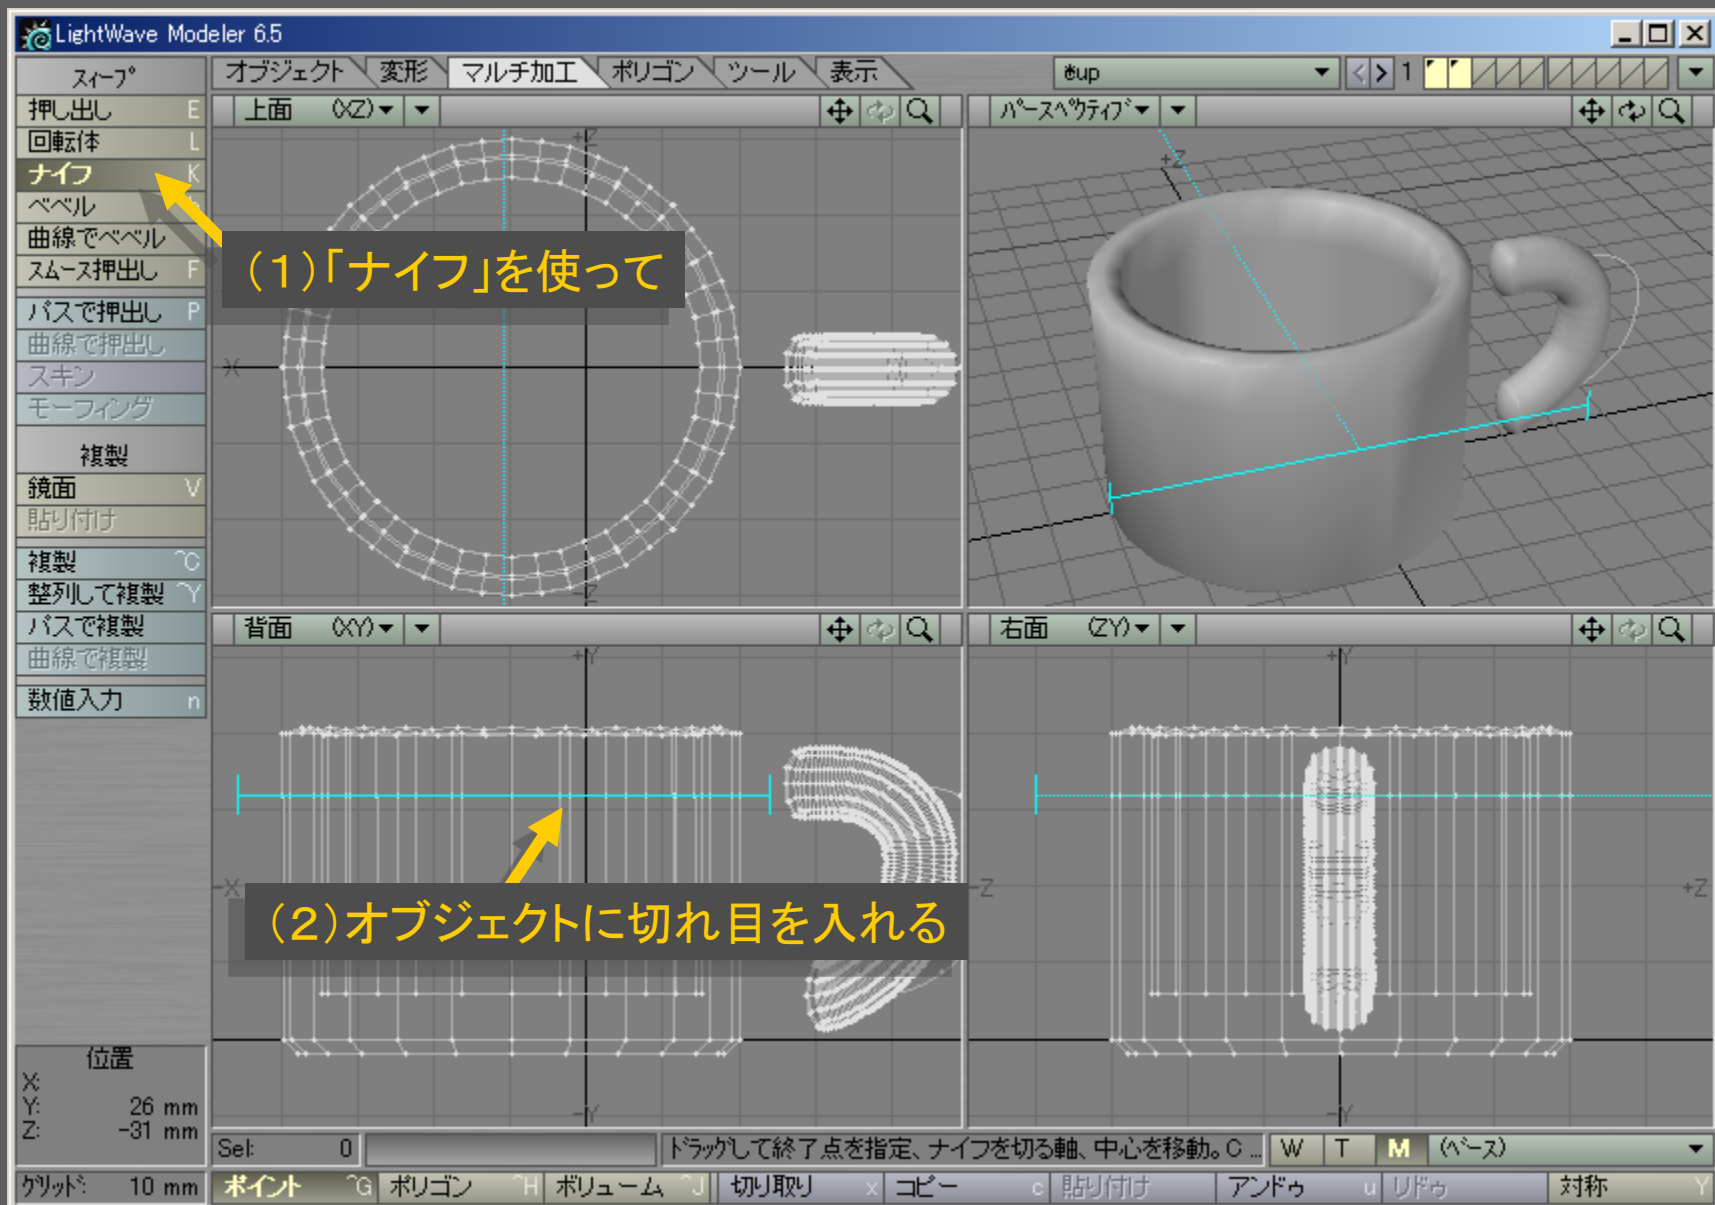 LightWave Modeler 6.5
スィープ
オブジェクト 変形 マルチ加工 ポリゴン ツール 表示
*up
1
押し出し E
回転体 L
ナイフ K
ベベル
曲線でベベル
スムース押出し F
パスで押出し P
曲線で押出し
スキン
モーフィング
複製
鏡面 V
貼り付け
複製 ^C
整列して複製 ^Y
パスで複製
曲線で複製
数値入力 n
上面 (XZ)
+Z
-X
-Z
パースペクティブ
+Z
(1)「ナイフ」を使って
背面 (XY)
+Y
-X
-Y
右面 (ZY)
+Y
-Z
+Z
-Y
(2)オブジェクトに切れ目を入れる
位置
X:
Y: 26 mm
Z: -31 mm
Sel: 0
ドラッグして終了点を指定、ナイフを切る軸、中心を移動。C ...
W T M (ベース)
グリッド: 10 mm
ポイント ^G ポリゴン ^H ボリューム ^J 切り取り x コピー c 貼り付け アンドゥ u リドゥ 対称 Y